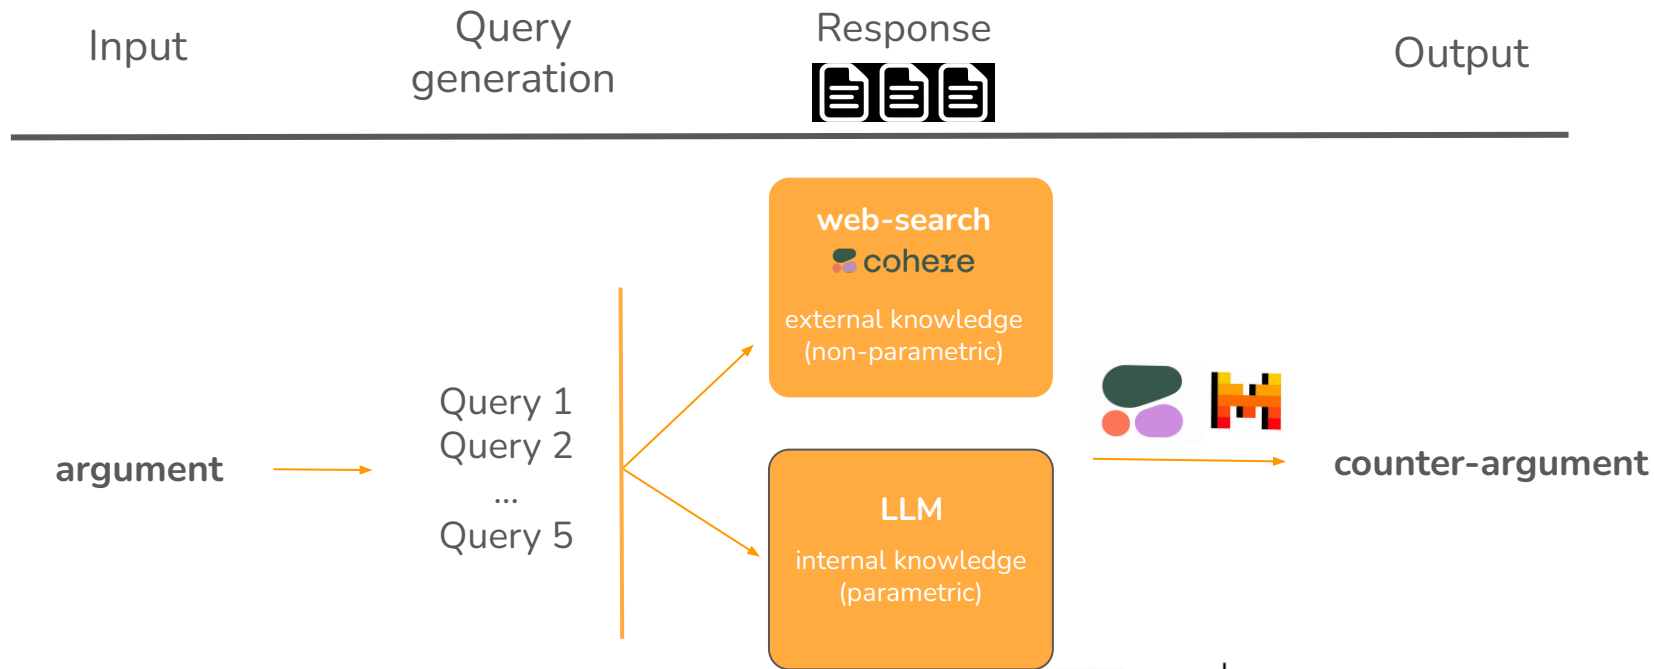 Input
Query
generation
Response
Output
web-search
cohere
external knowledge
(non-parametric)
Query 1
Query 2
...
Query 5
argument
LLM
internal knowledge
(parametric)
counter-argument